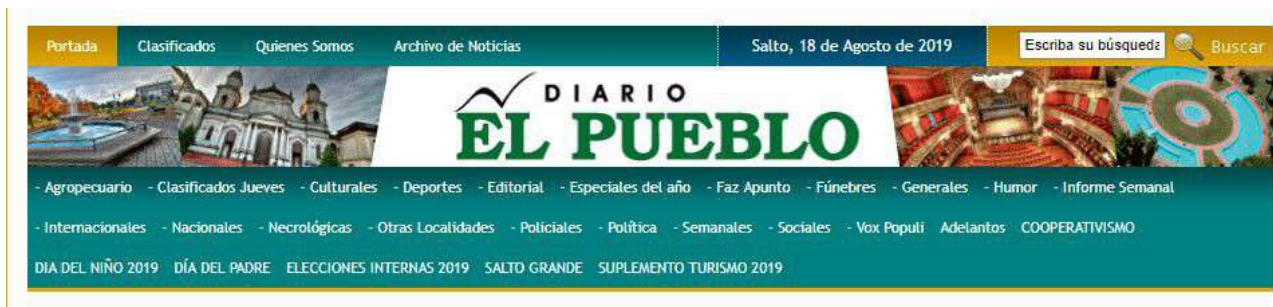 Portada Clasificados Quienes Somos Archivo de Noticias Salto, 18 de Agosto de 2019 Escriba su búsqueda Buscar
DIARIO
EL PUEBLO
- Agropecuario - Clasificados Jueves - Culturales - Deportes - Editorial - Especiales del año - Faz Apunto - Fúnebres - Generales - Humor - Informe Semanal
- Internacionales - Nacionales - Necrológicas - Otras Localidades - Policiales - Política - Semanales - Sociales - Vox Populi Adelantos COOPERATIVISMO
DIA DEL NIÑO 2019 DÍA DEL PADRE ELECCIONES INTERNAS 2019 SALTO GRANDE SUPLEMENTO TURISMO 2019